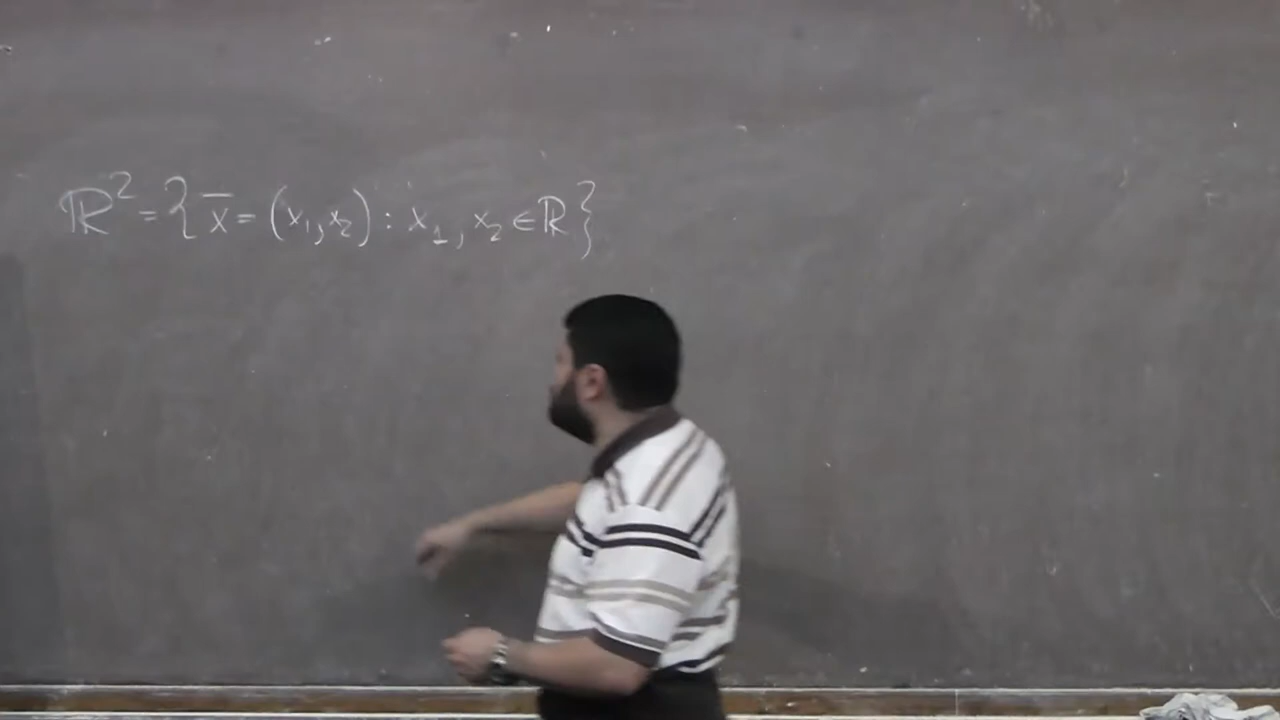 ℝ² = { x̄ = (x₁, x₂) : x₁, x₂ ∈ ℝ }